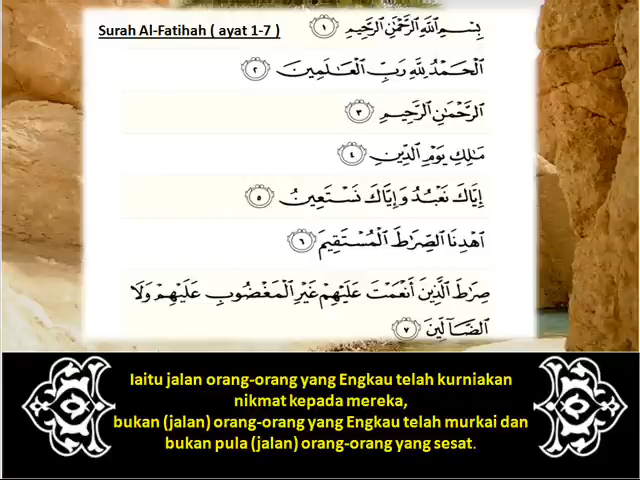 Surah Al-Fatihah ( ayat 1-7 )
بِسْمِ ٱللَّهِ ٱلرَّحْمَٰنِ ٱلرَّحِيمِ ١
ٱلْحَمْدُ لِلَّهِ رَبِّ ٱلْعَٰلَمِينَ ٢
ٱلرَّحْمَٰنِ ٱلرَّحِيمِ ٣
مَٰلِكِ يَوْمِ ٱلدِّينِ ٤
إِيَّاكَ نَعْبُدُ وَإِيَّاكَ نَسْتَعِينُ ٥
ٱهْدِنَا ٱلصِّرَٰطَ ٱلْمُسْتَقِيمَ ٦
صِرَٰطَ ٱلَّذِينَ أَنْعَمْتَ عَلَيْهِمْ غَيْرِ ٱلْمَغْضُوبِ عَلَيْهِمْ وَلَا
ٱلضَّآلِّينَ ٧
Iaitu jalan orang-orang yang Engkau telah kurniakan
nikmat kepada mereka,
bukan (jalan) orang-orang yang Engkau telah murkai dan
bukan pula (jalan) orang-orang yang sesat.